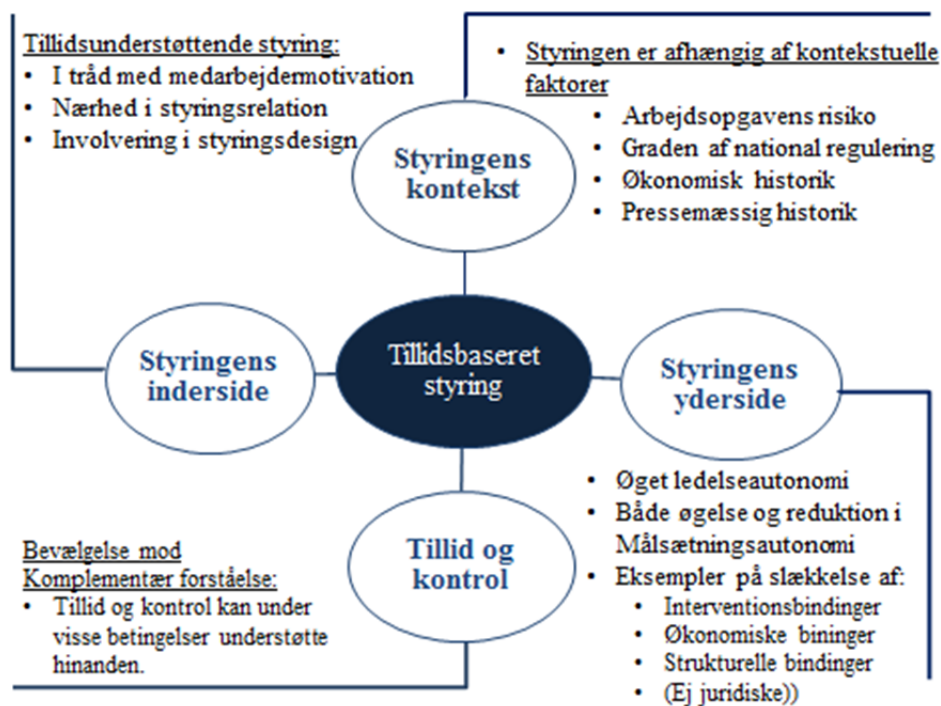 Tillidsunderstøttende styring:
• I tråd med medarbejdermotivation
• Nærhed i styringsrelation
• Involvering i styringsdesign
• Styringen er afhængig af kontekstuelle
faktorer
• Arbejdsopgavens risiko
• Graden af national regulering
• Økonomisk historik
• Pressemæssig historik
Styringens
kontekst
Styringens
inderside
Tillidsbaseret
styring
Styringens
yderside
Tillid og
kontrol
Bevælgelse mod
Komplementær forståelse:
• Tillid og kontrol kan under
visse betingelser understøtte
hinanden.
• Øget ledelseautonomi
• Både øgelse og reduktion i
Målsætningsautonomi
• Eksempler på slækkelse af:
• Interventionsbindinger
• Økonomiske bininger
• Strukturelle bindinger
• (Ej juridiske))